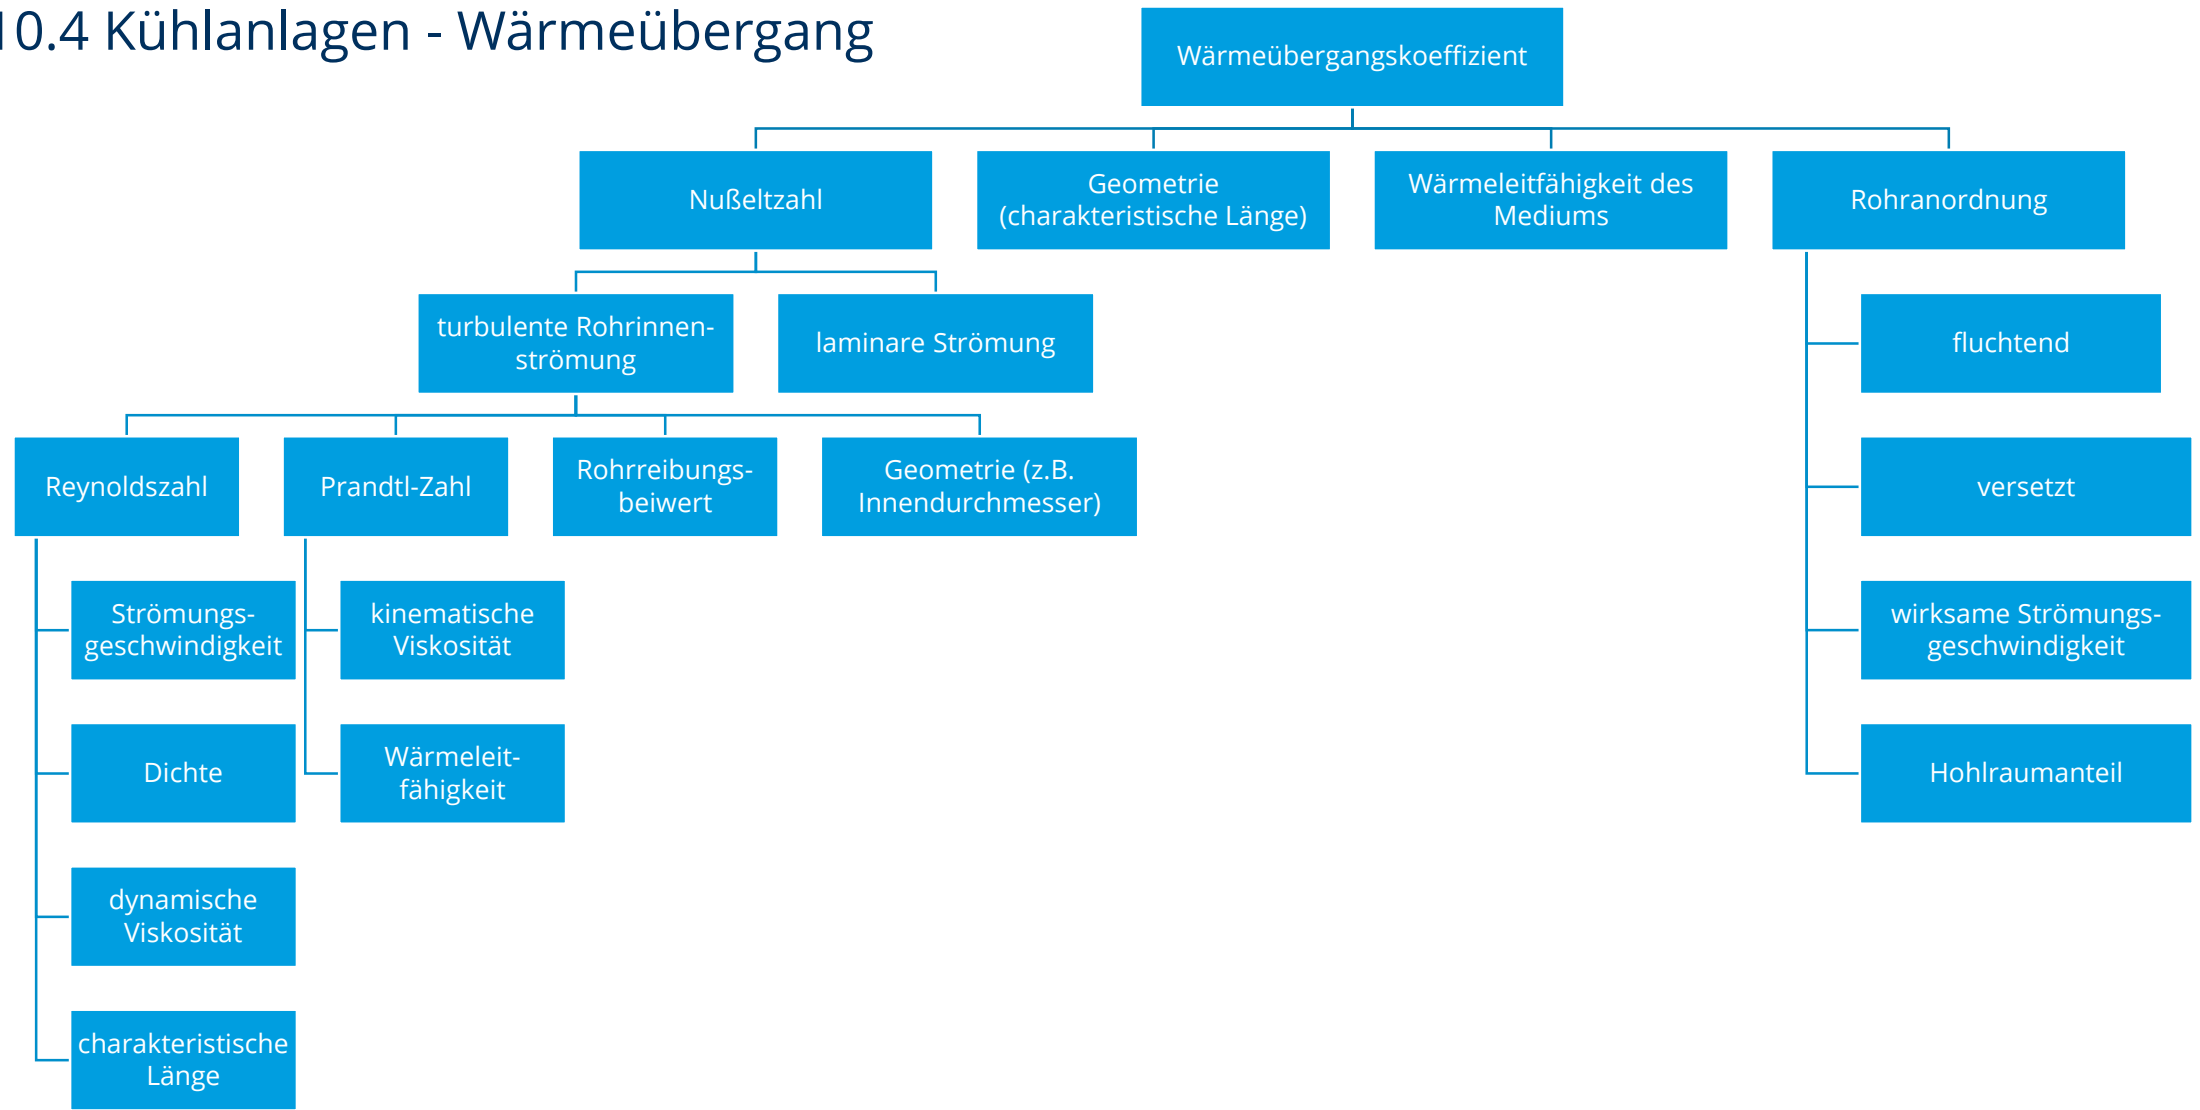 10.4 Kühlanlagen - Wärmeübergang
Wärmeübergangskoeffizient
Nußeltzahl
Geometrie
(charakteristische Länge)
Wärmeleitfähigkeit des
Mediums
Rohranordnung
turbulente Rohrinnen-
strömung
laminare Strömung
fluchtend
Reynoldszahl
Prandtl-Zahl
Rohrreibungs-
beiwert
Geometrie (z.B.
Innendurchmesser)
versetzt
Strömungs-
geschwindigkeit
kinematische
Viskosität
wirksame Strömungs-
geschwindigkeit
Dichte
Wärmeleit-
fähigkeit
Hohlraumanteil
dynamische
Viskosität
charakteristische
Länge